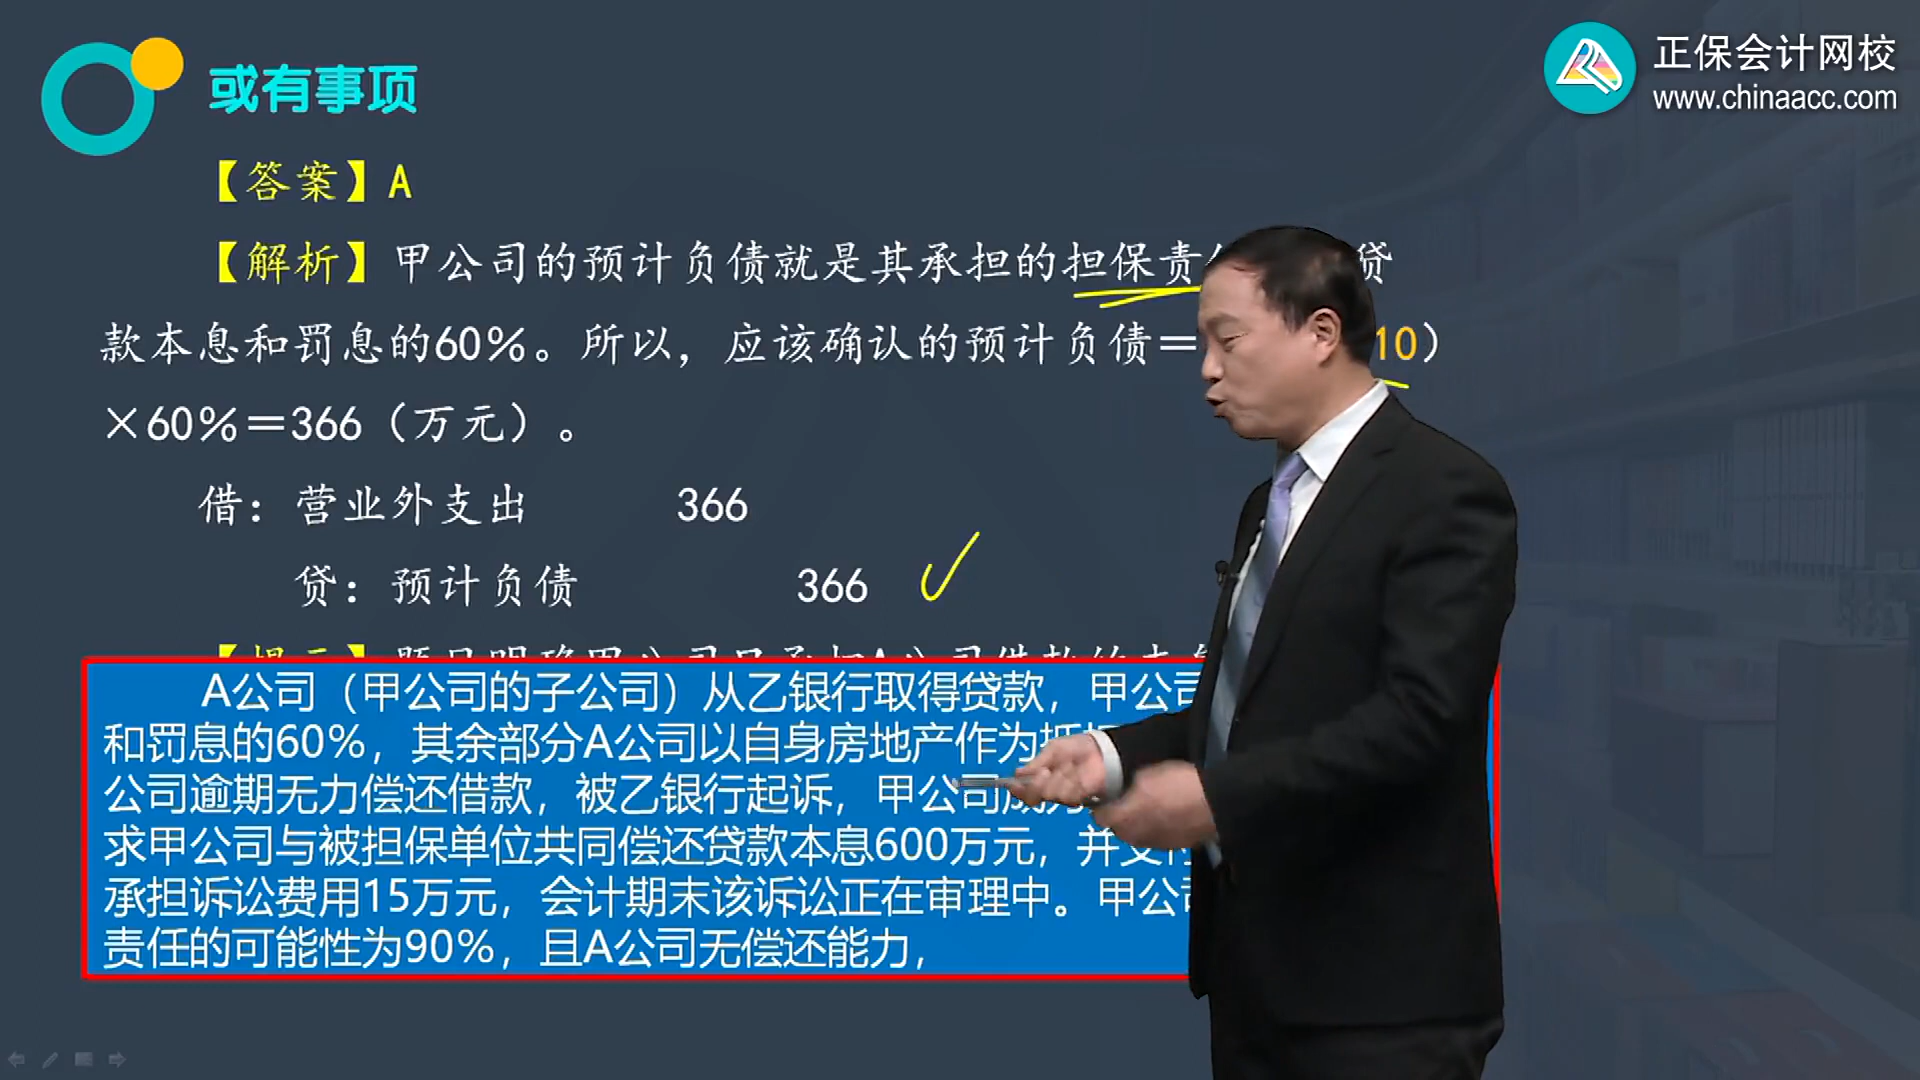 正保会计网校
www.chinaacc.com
或有事项
【答案】A
【解析】甲公司的预计负债就是其承担的担保责 贷
款本息和罚息的60%。所以，应该确认的预计负债＝ 10）
×60%＝366（万元）。
借：营业外支出 366
贷：预计负债 366
A公司（甲公司的子公司）从乙银行取得贷款，甲公司
和罚息的60%，其余部分A公司以自身房地产作为抵
公司逾期无力偿还借款，被乙银行起诉，甲公司成为
求甲公司与被担保单位共同偿还贷款本息600万元，并支付
承担诉讼费用15万元，会计期末该诉讼正在审理中。甲公司
责任的可能性为90%，且A公司无偿还能力，